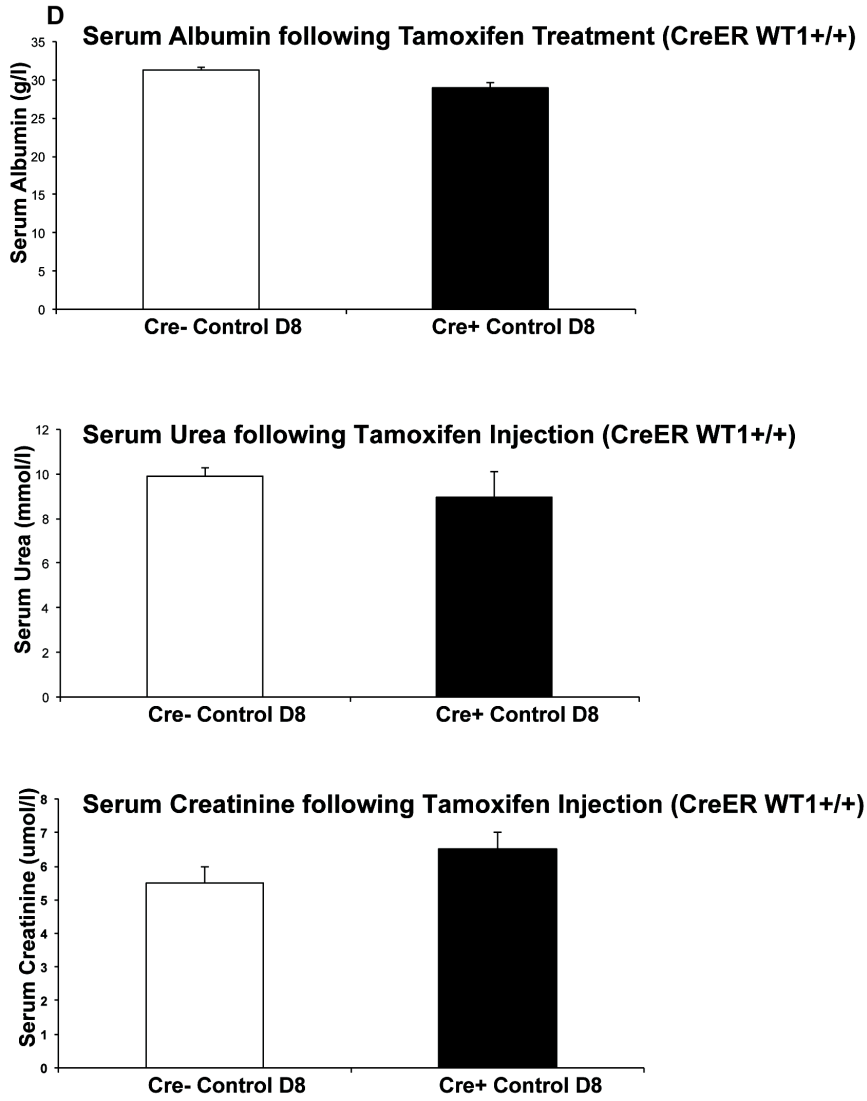 D
Serum Albumin following Tamoxifen Treatment (CreER WT1+/+)
Serum Albumin (g/l)
35
30
25
20
15
10
5
0
Cre- Control D8 Cre+ Control D8
Serum Urea following Tamoxifen Injection (CreER WT1+/+)
Serum Urea (mmol/l)
12
10
8
6
4
2
0
Cre- Control D8 Cre+ Control D8
Serum Creatinine following Tamoxifen Injection (CreER WT1+/+)
Serum Creatinine (umol/l)
8
7
6
5
4
3
2
1
0
Cre- Control D8 Cre+ Control D8